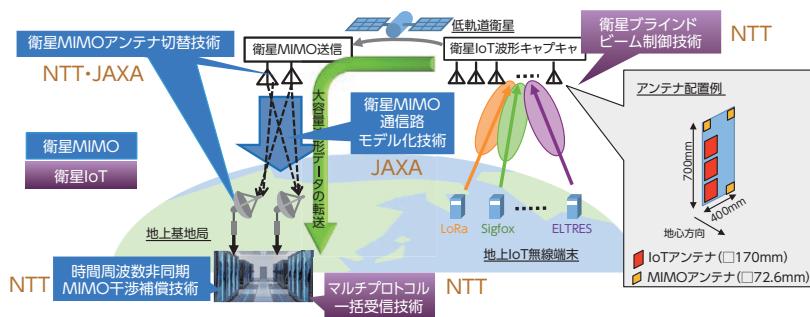 低軌道衛星
衛星MIMOアンテナ切替技術
NTT・JAXA
衛星MIMO送信
衛星IoT波形キャプチャ
衛星ブラインド
ビーム制御技術
NTT
大容量
形データの転送
衛星MIMO
通信路
モデル化技術
JAXA
衛星MIMO
衛星IoT
地上基地局
LoRa
Sigfox
ELTRES
地上IoT無線端末
NTT
時間周波数非同期
MIMO干渉補償技術
マルチプロトコル
一括受信技術
NTT
アンテナ配置例
700mm
400mm
地心方向
IoTアンテナ(□170mm)
MIMOアンテナ(□72.6mm)